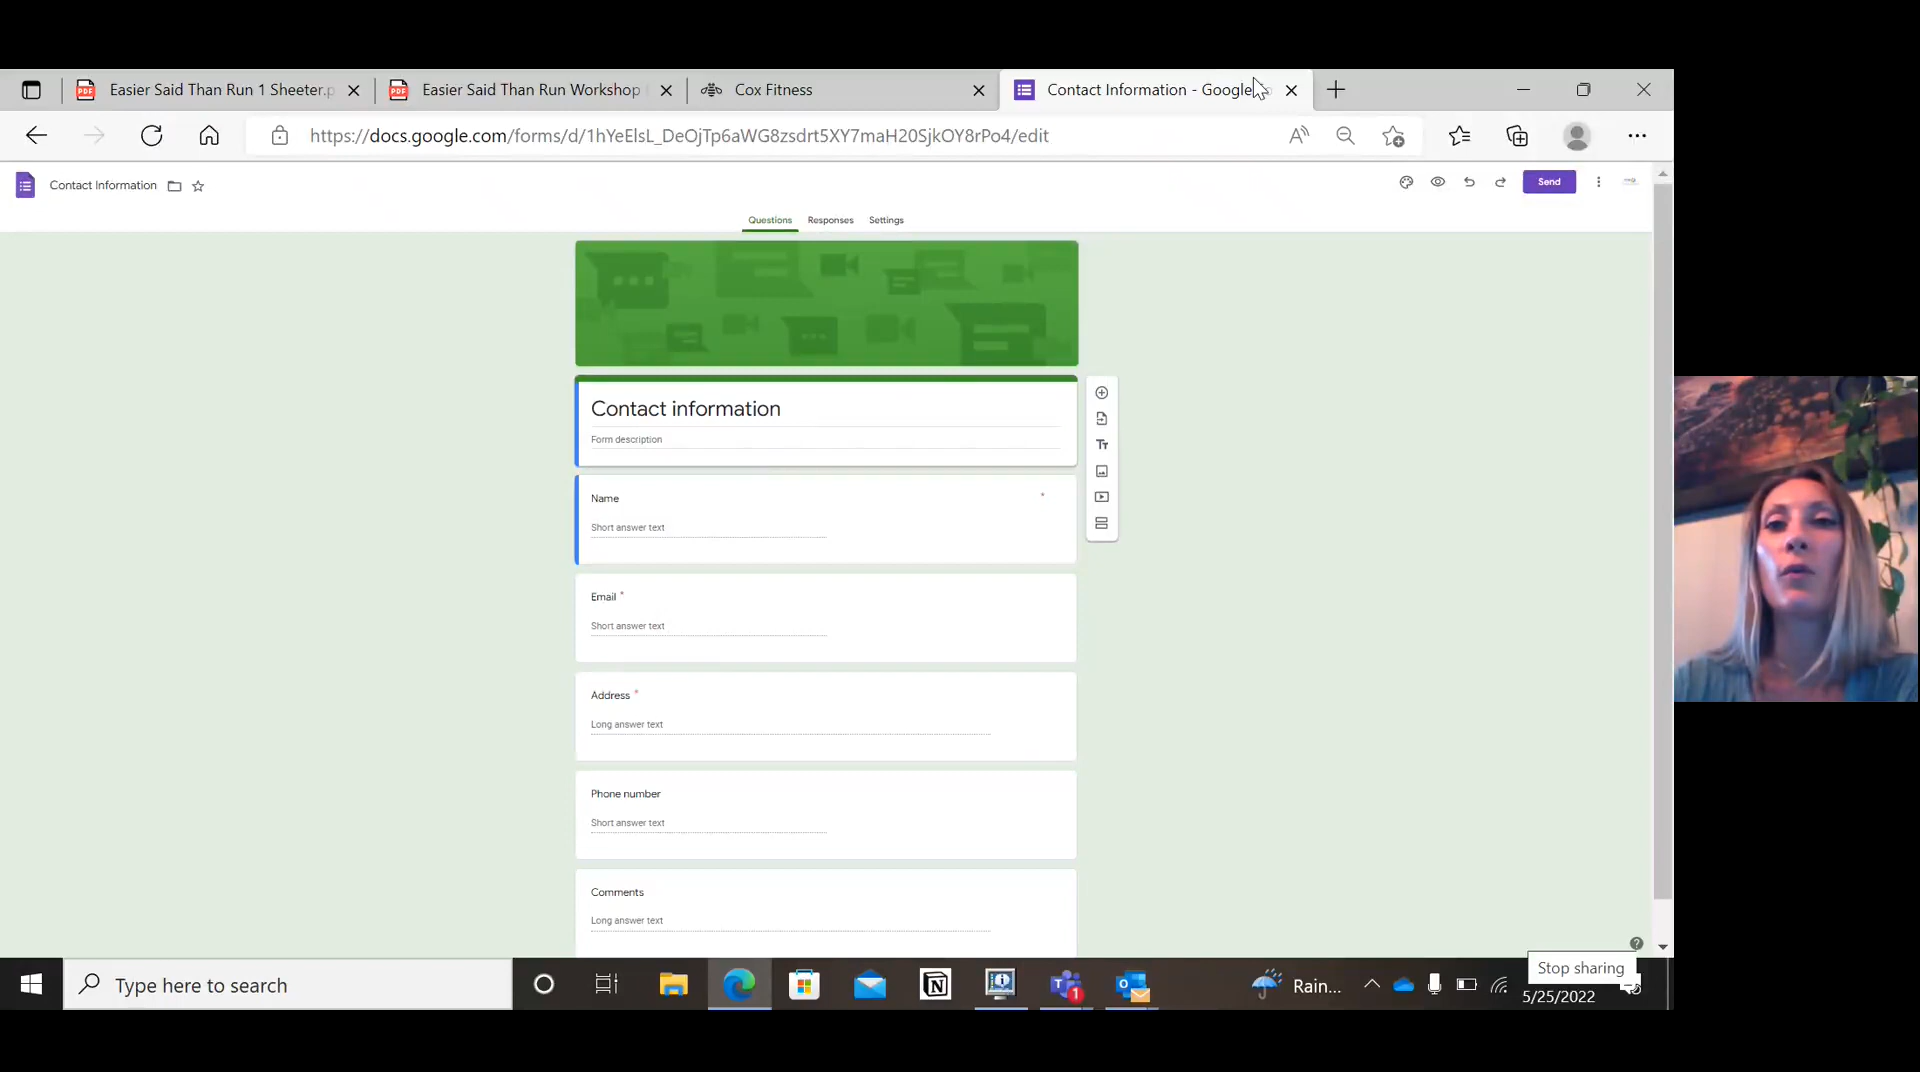 Easier Said Than Run 1 Sheeter.p
Easier Said Than Run Workshop
Cox Fitness
Contact Information - Google
https://docs.google.com/forms/d/1hYeElsL_DeOjTp6aWG8zsdrt5XY7maH20SjkOY8rPo4/edit
Contact Information
Send
Questions
Responses
Settings
Contact information
Form description
Name
*
Short answer text
Email *
Short answer text
Address *
Long answer text
Phone number
Short answer text
Comments
Long answer text
Stop sharing
Type here to search
1
Rain...
5/25/2022